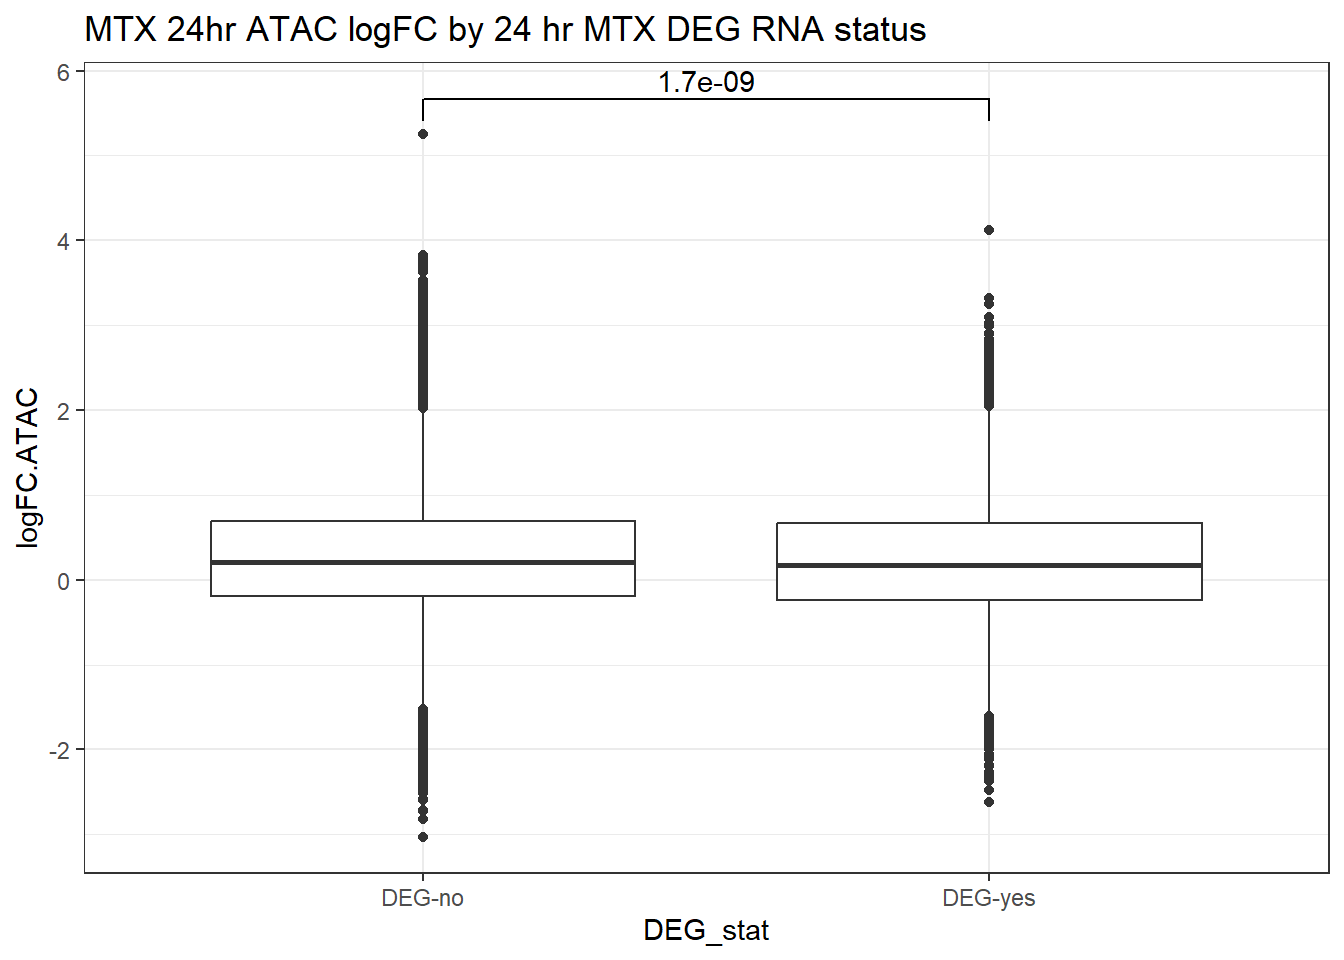 MTX 24hr ATAC logFC by 24 hr MTX DEG RNA status
6
1.7e-09
4
2
0
-2
logFC.ATAC
DEG-no
DEG-yes
DEG_stat